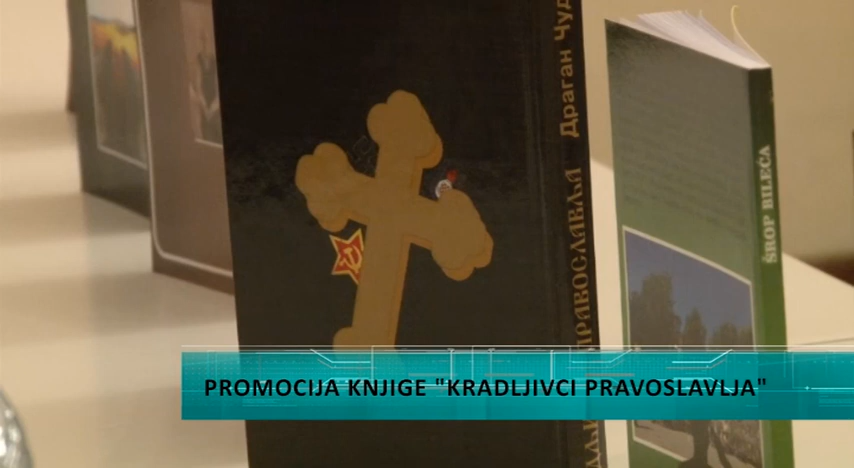 Драган Чуд
ПРАВОСЛАВЉА
ŠROP BILEĆA
PROMOCIJA KNJIGE "KRADLJIVCI PRAVOSLAVLJA"